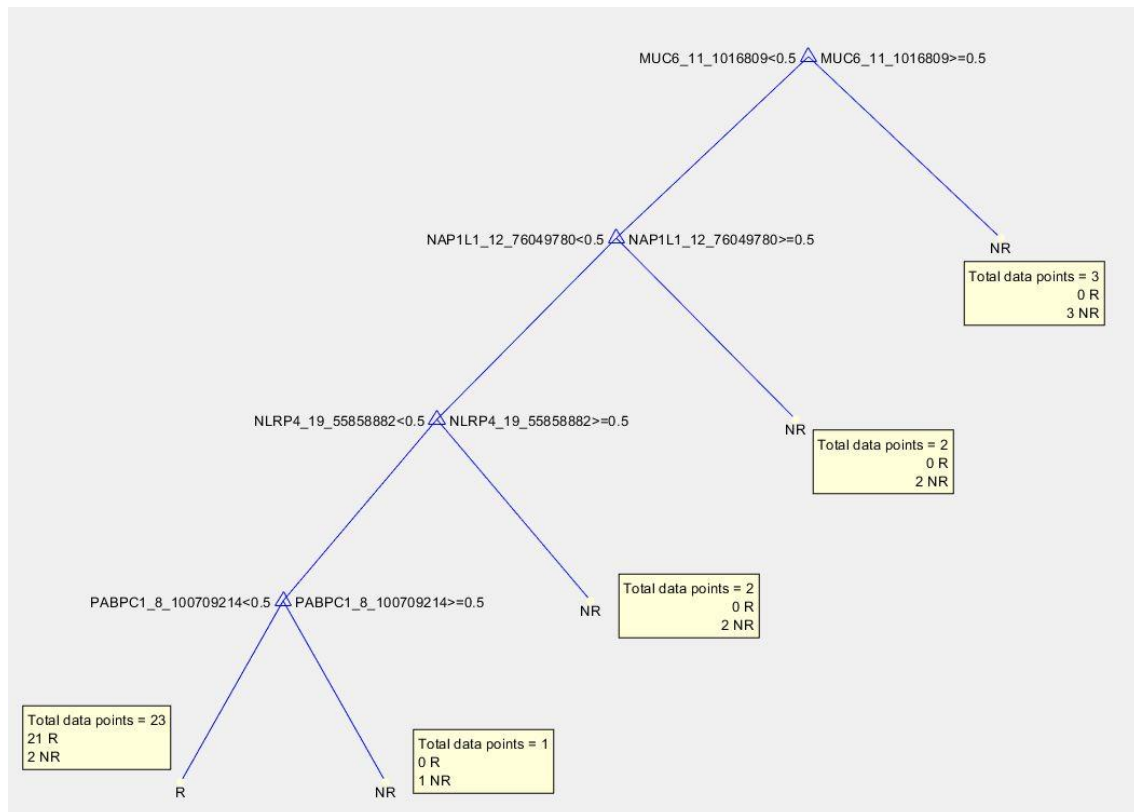 MUC6_11_1016809<0.5 MUC6_11_1016809>=0.5
NAP1L1_12_76049780<0.5 NAP1L1_12_76049780>=0.5
NR
Total data points = 3
0 R
3 NR
NLRP4_19_55858882<0.5 NLRP4_19_55858882>=0.5
NR
Total data points = 2
0 R
2 NR
PABPC1_8_100709214<0.5 PABPC1_8_100709214>=0.5
NR
Total data points = 2
0 R
2 NR
Total data points = 23
21 R
2 NR
R
Total data points = 1
0 R
1 NR
NR